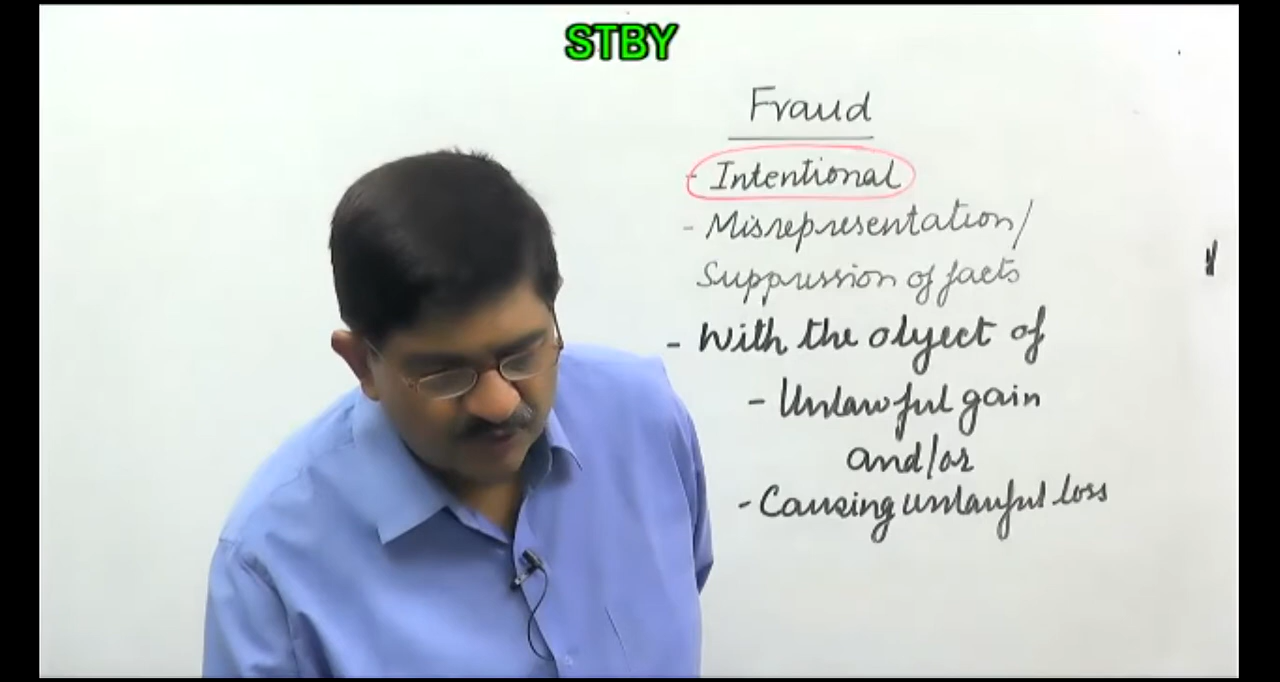 STBY
Fraud
- Intentional
- Misrepresentation/
Suppression of facts
- With the object of
- Unlawful gain
and/or
- Causing unlawful loss